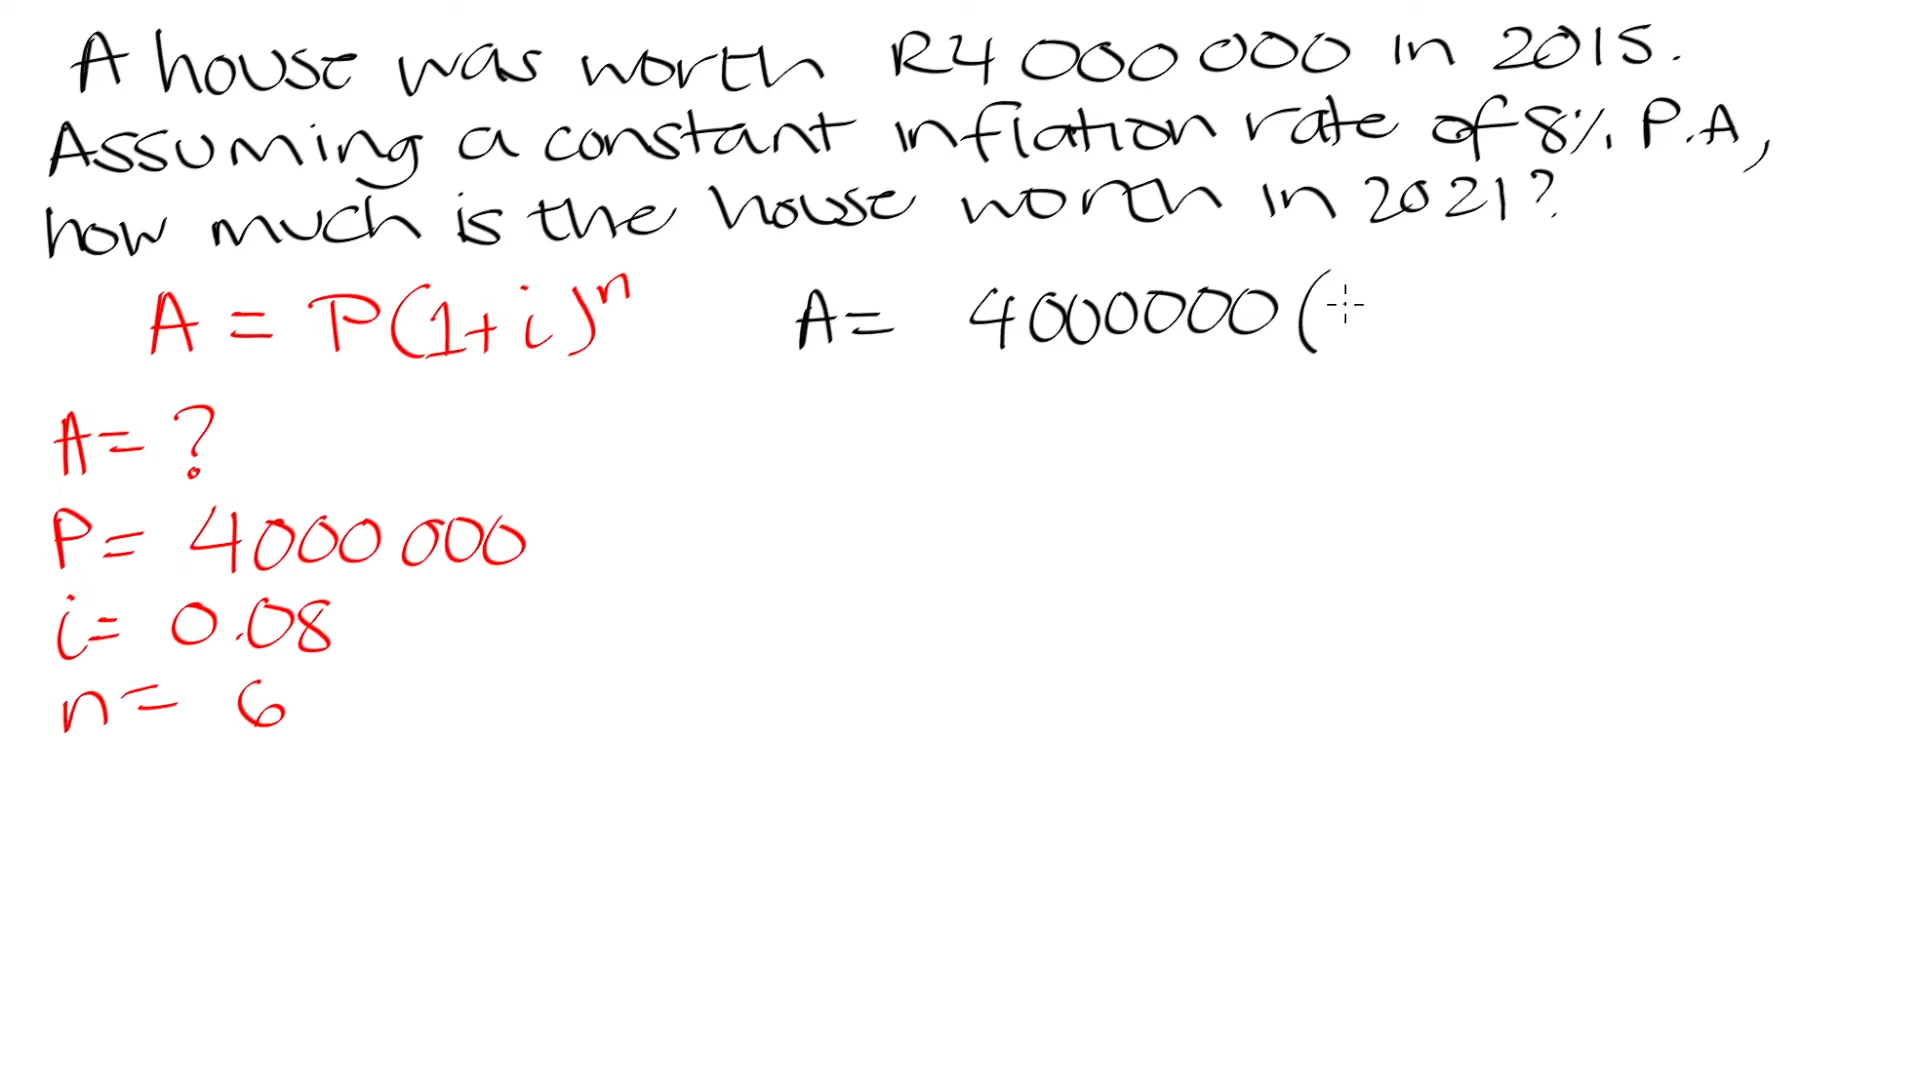 A house was worth R4 000 000 in 2015.
Assuming a constant inflation rate of 8% P.A,
how much is the house worth in 2021?
A = P(1+i)ⁿ A= 4000000 (
A= ?
P= 4000 000
i= 0.08
n= 6